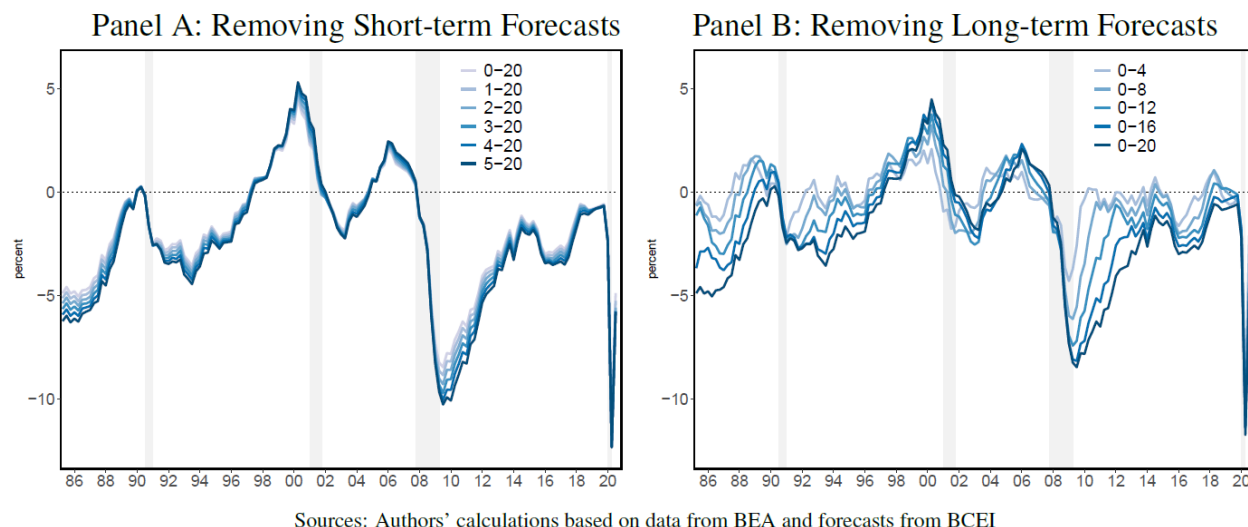 Panel A: Removing Short-term Forecasts
Panel B: Removing Long-term Forecasts
5
0
−5
−10
percent
0−20
1−20
2−20
3−20
4−20
5−20
86 88 90 92 94 96 98 00 02 04 06 08 10 12 14 16 18 20
5
0
−5
−10
percent
0−4
0−8
0−12
0−16
0−20
86 88 90 92 94 96 98 00 02 04 06 08 10 12 14 16 18 20
Sources: Authors' calculations based on data from BEA and forecasts from BCEI